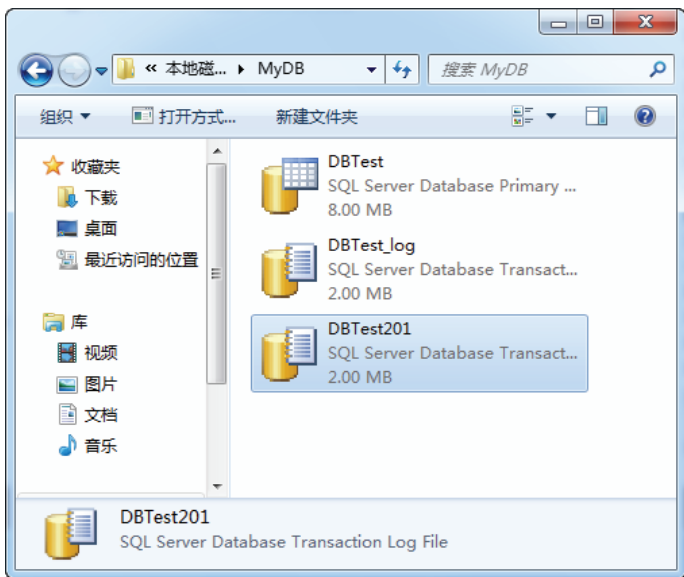 « 本地磁... ▸ MyDB
搜索 MyDB
组织 打开方式... 新建文件夹
收藏夹
下载
桌面
最近访问的位置
库
视频
图片
文档
音乐
DBTest
SQL Server Database Primary ...
8.00 MB
DBTest_log
SQL Server Database Transact...
2.00 MB
DBTest201
SQL Server Database Transact...
2.00 MB
DBTest201
SQL Server Database Transaction Log File